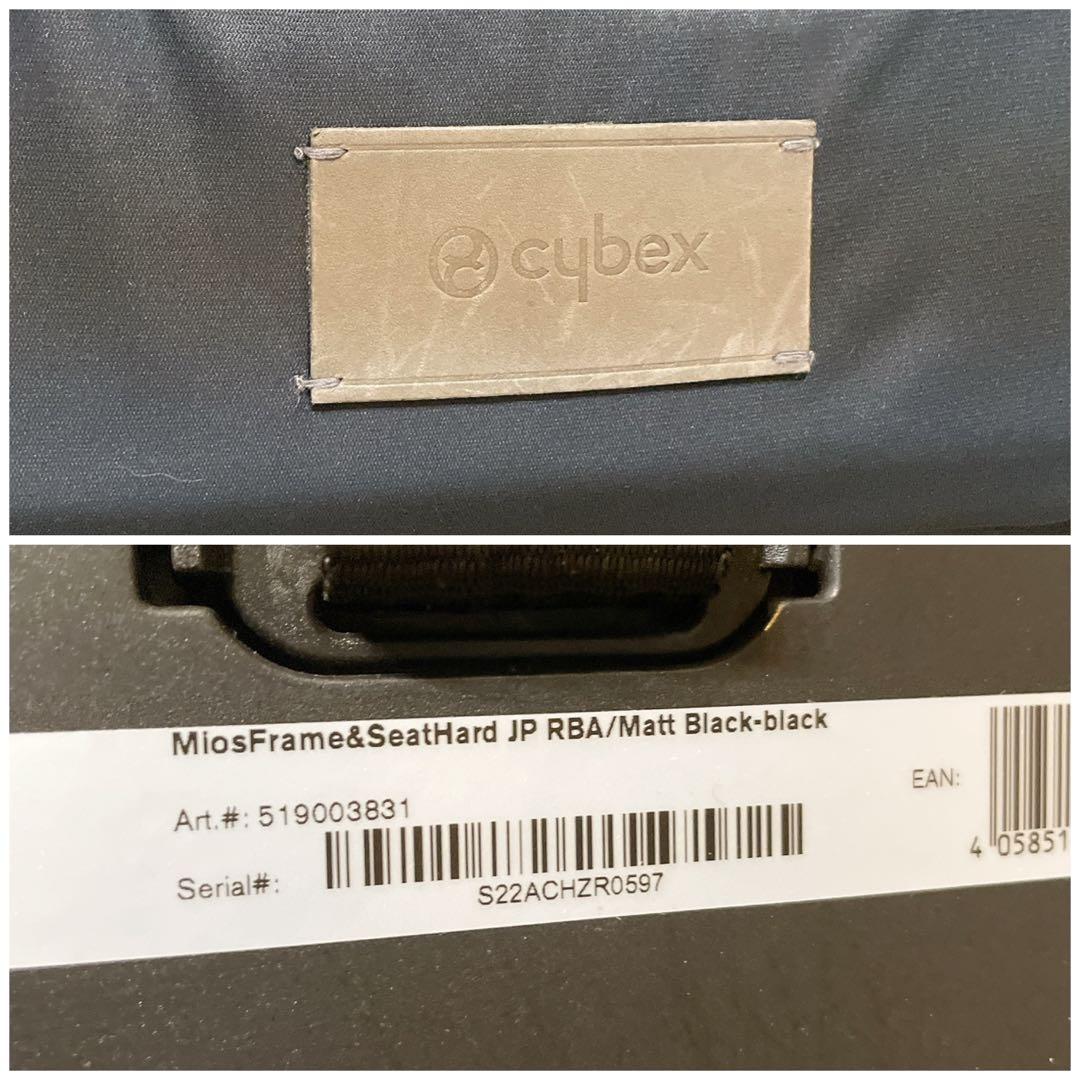 cybex
MiosFrame&SeatHard JP RBA/Matt Black-black
Art.#: 519003831
EAN:
4 05851
Serial#:
S22ACHZR0597